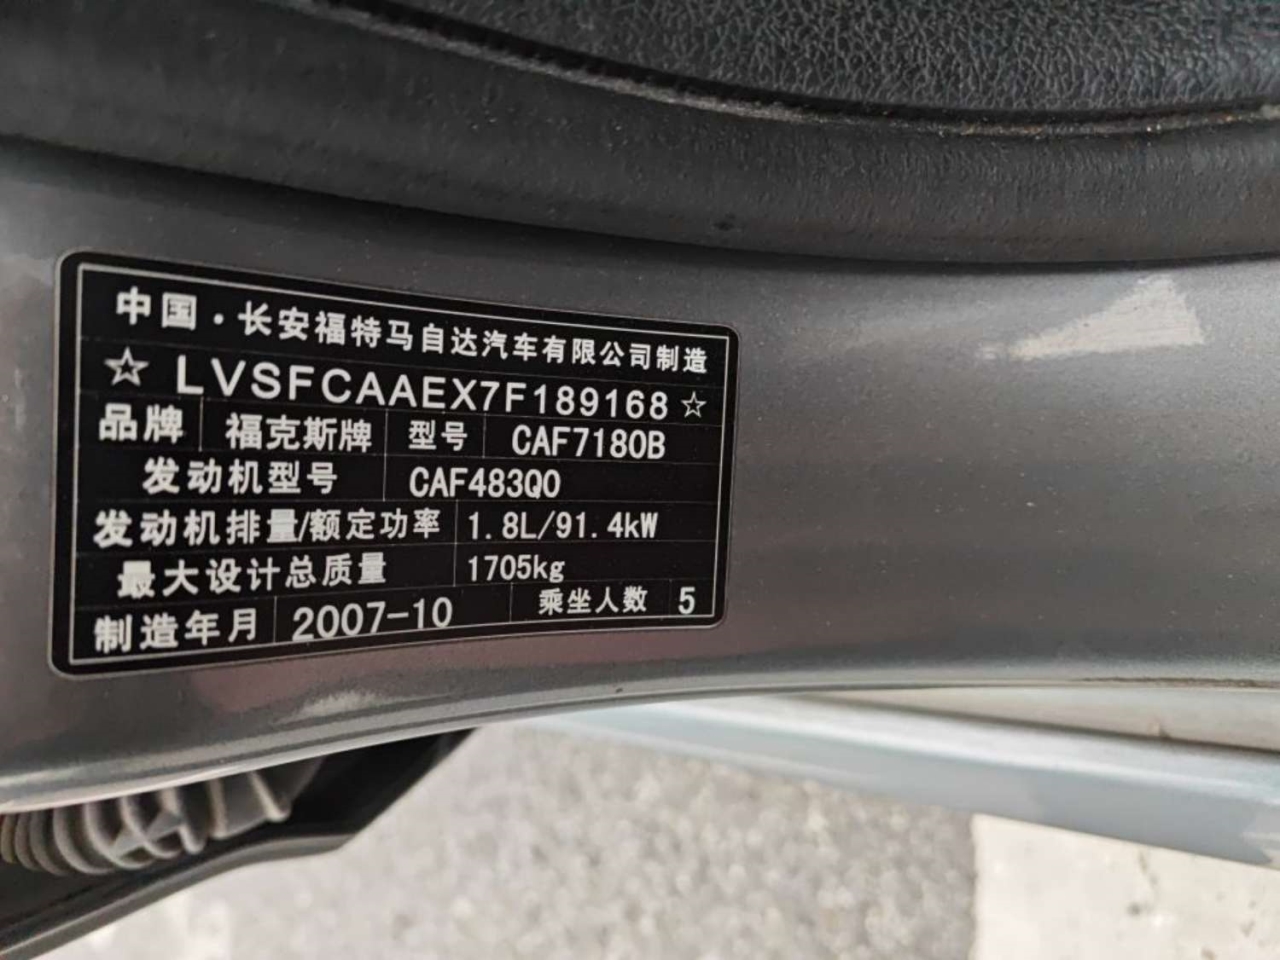 中国·长安福特马自达汽车有限公司制造
☆ LVSFCAAEX7F189168 ☆
品牌 福克斯牌 型号 CAF7180B
发动机型号 CAF483Q0
发动机排量/额定功率 1.8L/91.4kW
最大设计总质量 1705kg
制造年月 2007-10 乘坐人数 5